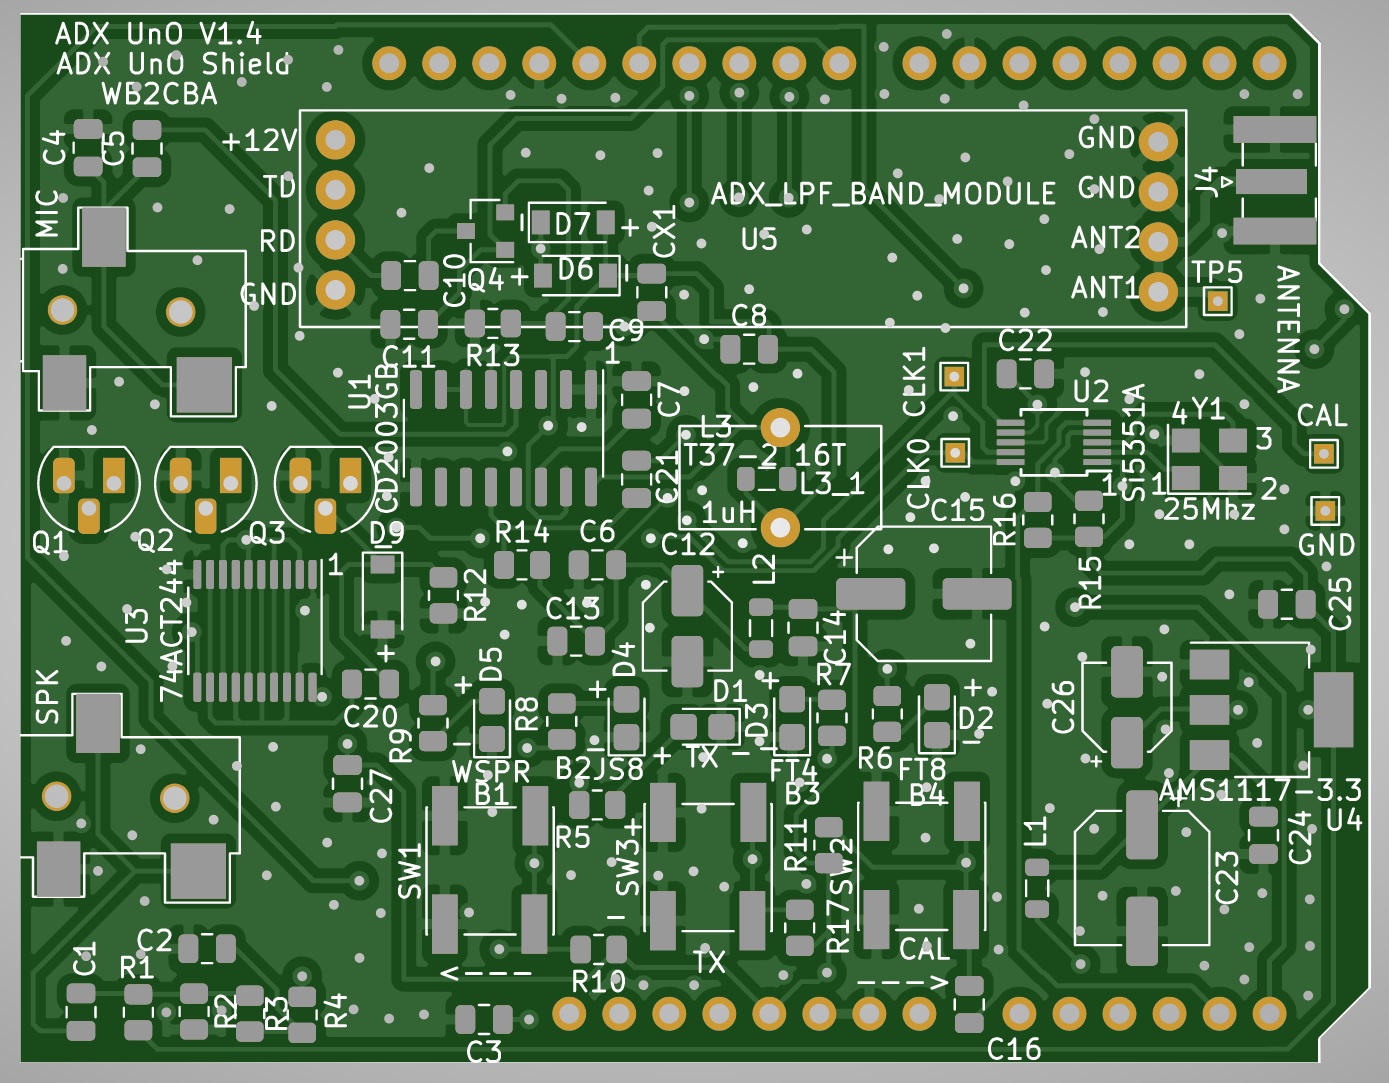 ADX UnO V1.4
ADX UnO Shield
WB2CBA
C4
C5
+12V
TD
RD
GND
MIC
GND
GND
ANT2
ANT1
J4
ADX_LPF_BAND_MODULE
U5
D7 +
D6
+
Q4
CX1
C10
TP5
ANTENNA
C11
R13
C9
1
C8
U1
CD2003GB
C7
C21
L3
T37-2 16T
L3_1
1uH
CLK1
CLK0
C22
U2
SI5351A
1
4 Y1
3
1
2
25Mhz
CAL
GND
Q1
Q2
Q3
D9
R14
C6
C12
+
L2
C15
+
R16
R15
U3
74ACT244
1
R12
C13
C14
C25
+
C20
SPK
R9
+
D5
-
WSPR
R8
+
D4
-
B2
JS8
D1
+ TX -
+
D3
-
FT4
R7
R6
+
D2
-
FT8
C26
+
AMS1117-3.3
U4
C27
B1
SW1
R5
SW3
+
-
B3
R11
SW2
B4
L1
+
C23
C24
C2
C1
R1
R2
R3
R4
<---
R10
TX
R17
CAL
--->
C3
C16